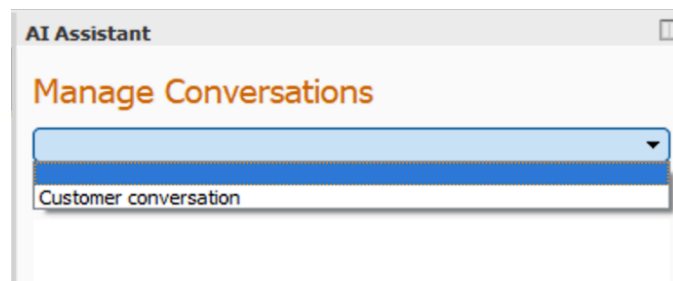 AI Assistant
Manage Conversations
Customer conversation